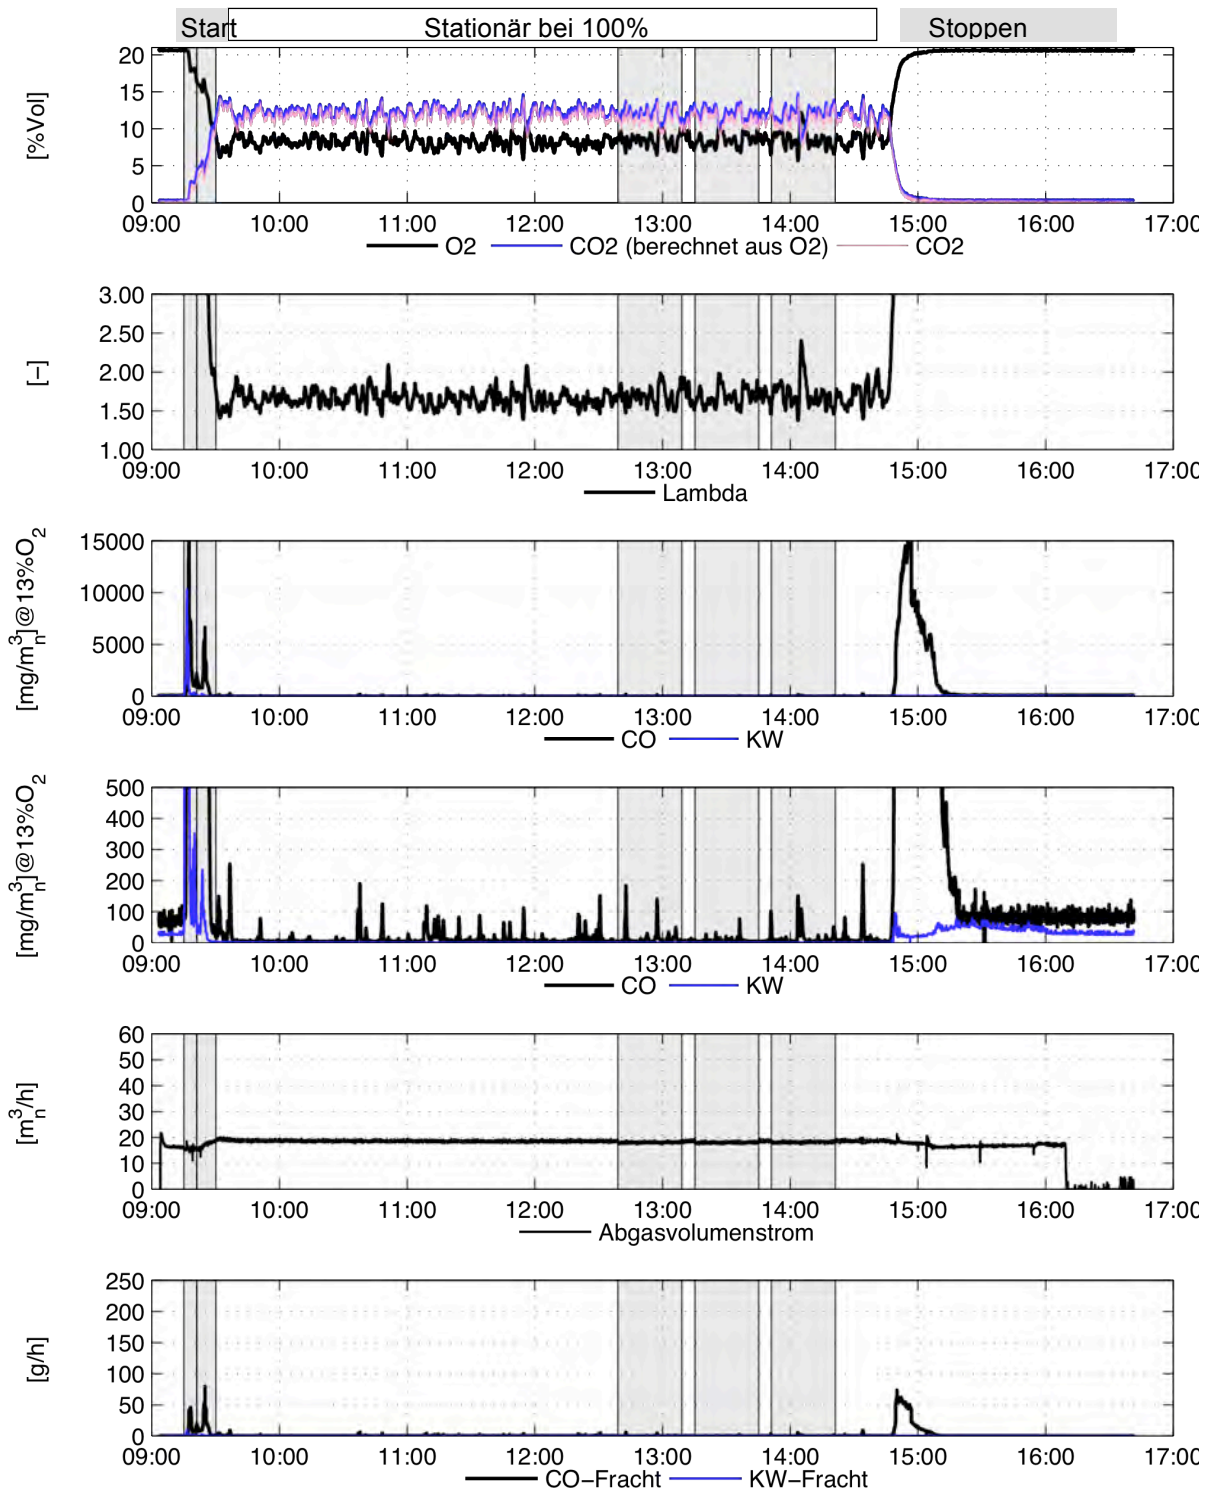 Start Stationär bei 100% Stoppen
[%Vol]
20
15
10
5
0
09:00 10:00 11:00 12:00 13:00 14:00 15:00 16:00 17:00
O2 CO2 (berechnet aus O2) CO2
[−]
3.00
2.50
2.00
1.50
1.00
09:00 10:00 11:00 12:00 13:00 14:00 15:00 16:00 17:00
Lambda
[mg/m³n]@13%O2
15000
10000
5000
0
09:00 10:00 11:00 12:00 13:00 14:00 15:00 16:00 17:00
CO KW
[mg/m³n]@13%O2
500
400
300
200
100
0
09:00 10:00 11:00 12:00 13:00 14:00 15:00 16:00 17:00
CO KW
[m³n/h]
60
50
40
30
20
10
0
09:00 10:00 11:00 12:00 13:00 14:00 15:00 16:00 17:00
Abgasvolumenstrom
[g/h]
250
200
150
100
50
0
09:00 10:00 11:00 12:00 13:00 14:00 15:00 16:00 17:00
CO−Fracht KW−Fracht